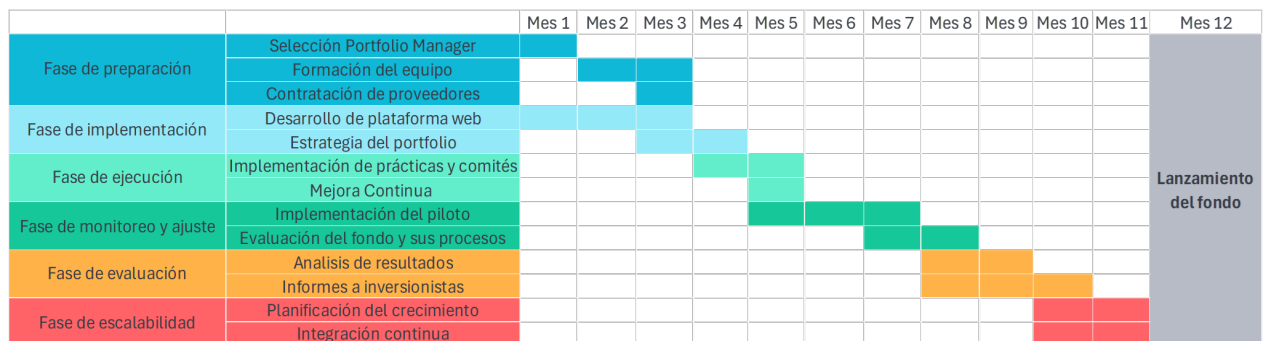 Mes 1 Mes 2 Mes 3 Mes 4 Mes 5 Mes 6 Mes 7 Mes 8 Mes 9 Mes 10 Mes 11 Mes 12
Fase de preparación
Selección Portfolio Manager
Formación del equipo
Contratación de proveedores
Fase de implementación
Desarrollo de plataforma web
Estrategia del portfolio
Fase de ejecución
Implementación de prácticas y comités
Mejora Continua
Fase de monitoreo y ajuste
Implementación del piloto
Evaluación del fondo y sus procesos
Fase de evaluación
Analisis de resultados
Informes a inversionistas
Fase de escalabilidad
Planificación del crecimiento
Integración continua
Lanzamiento
del fondo